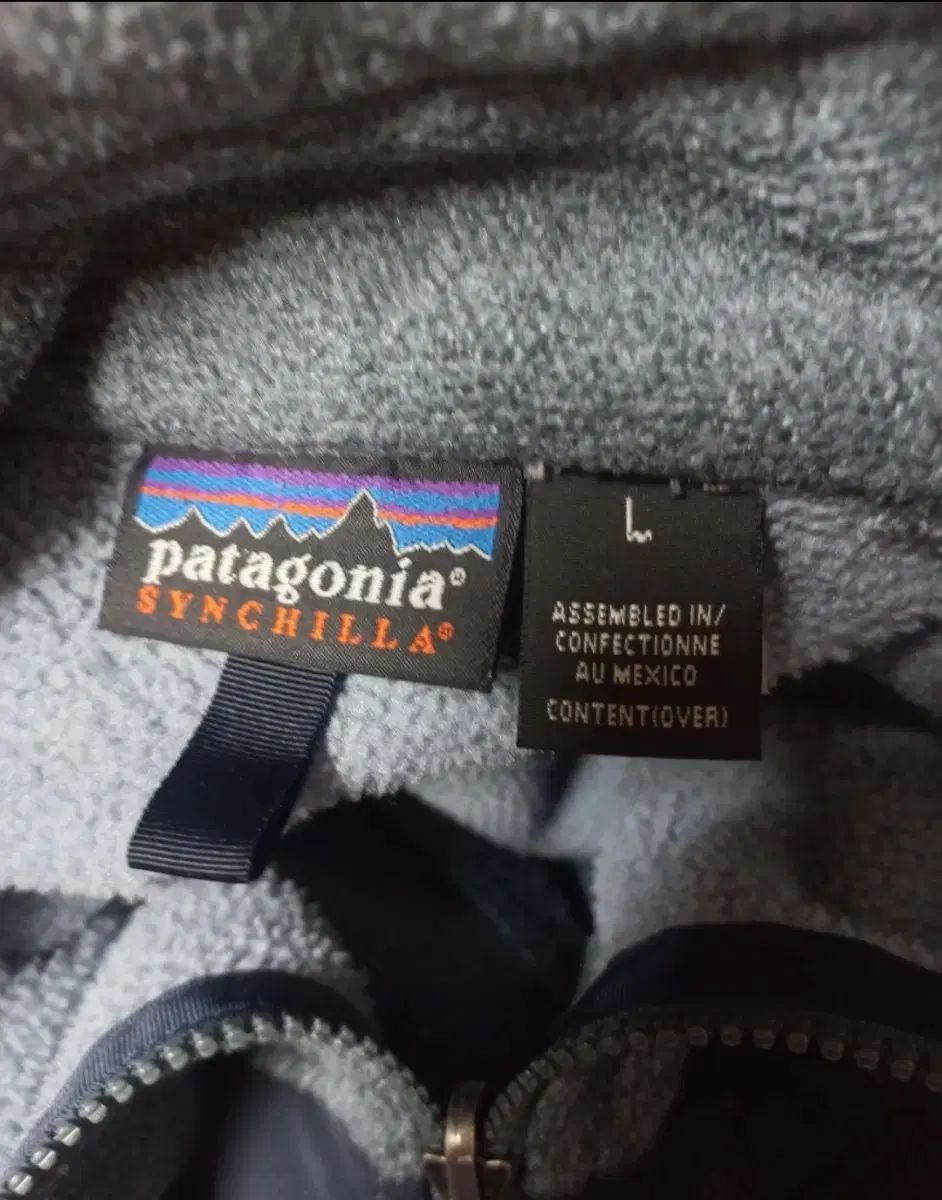 patagonia®
SYNCHILLA®
L
ASSEMBLED IN/
CONFECTIONNE
AU MEXICO
CONTENT(OVER)